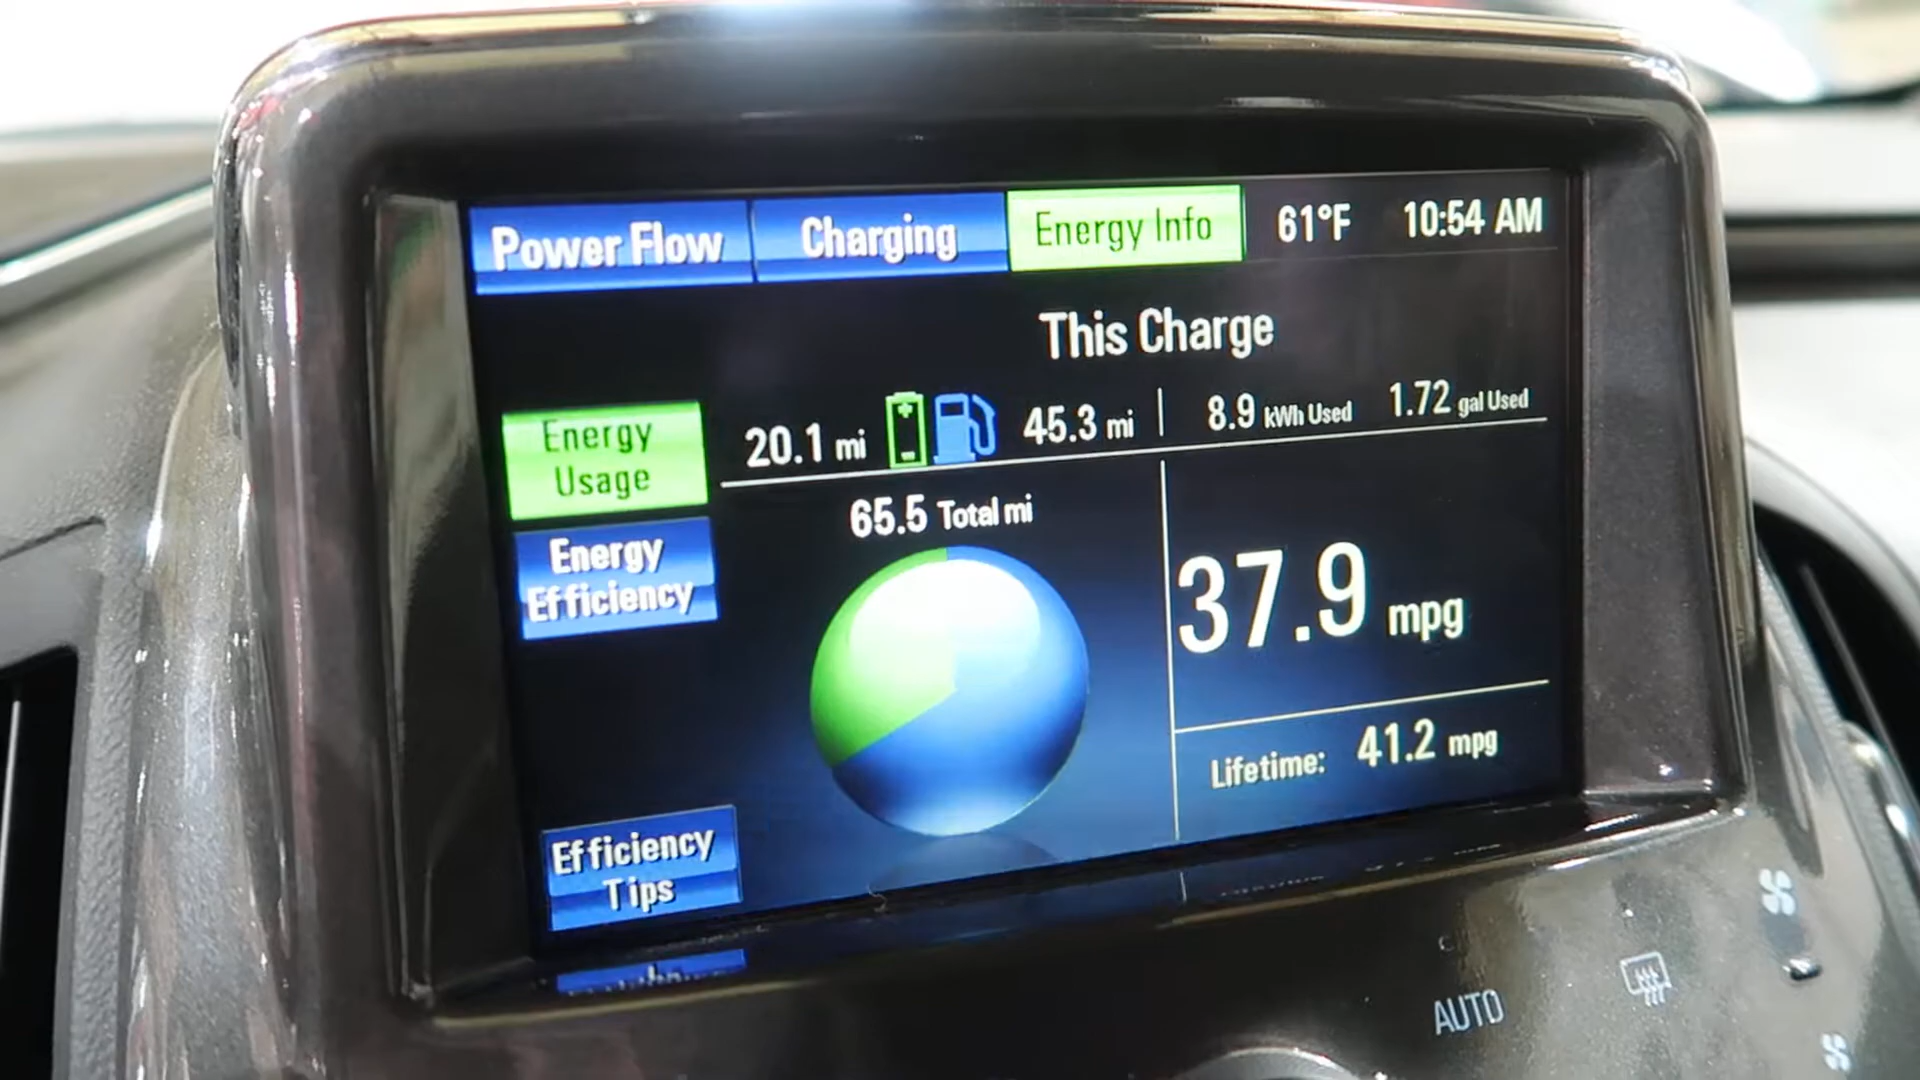 Power Flow Charging Energy Info 61°F 10:54 AM
This Charge
Energy
Usage
20.1 mi 45.3 mi 8.9 kWh Used 1.72 gal Used
65.5 Total mi
Energy
Efficiency
37.9 mpg
Lifetime: 41.2 mpg
Efficiency
Tips
AUTO